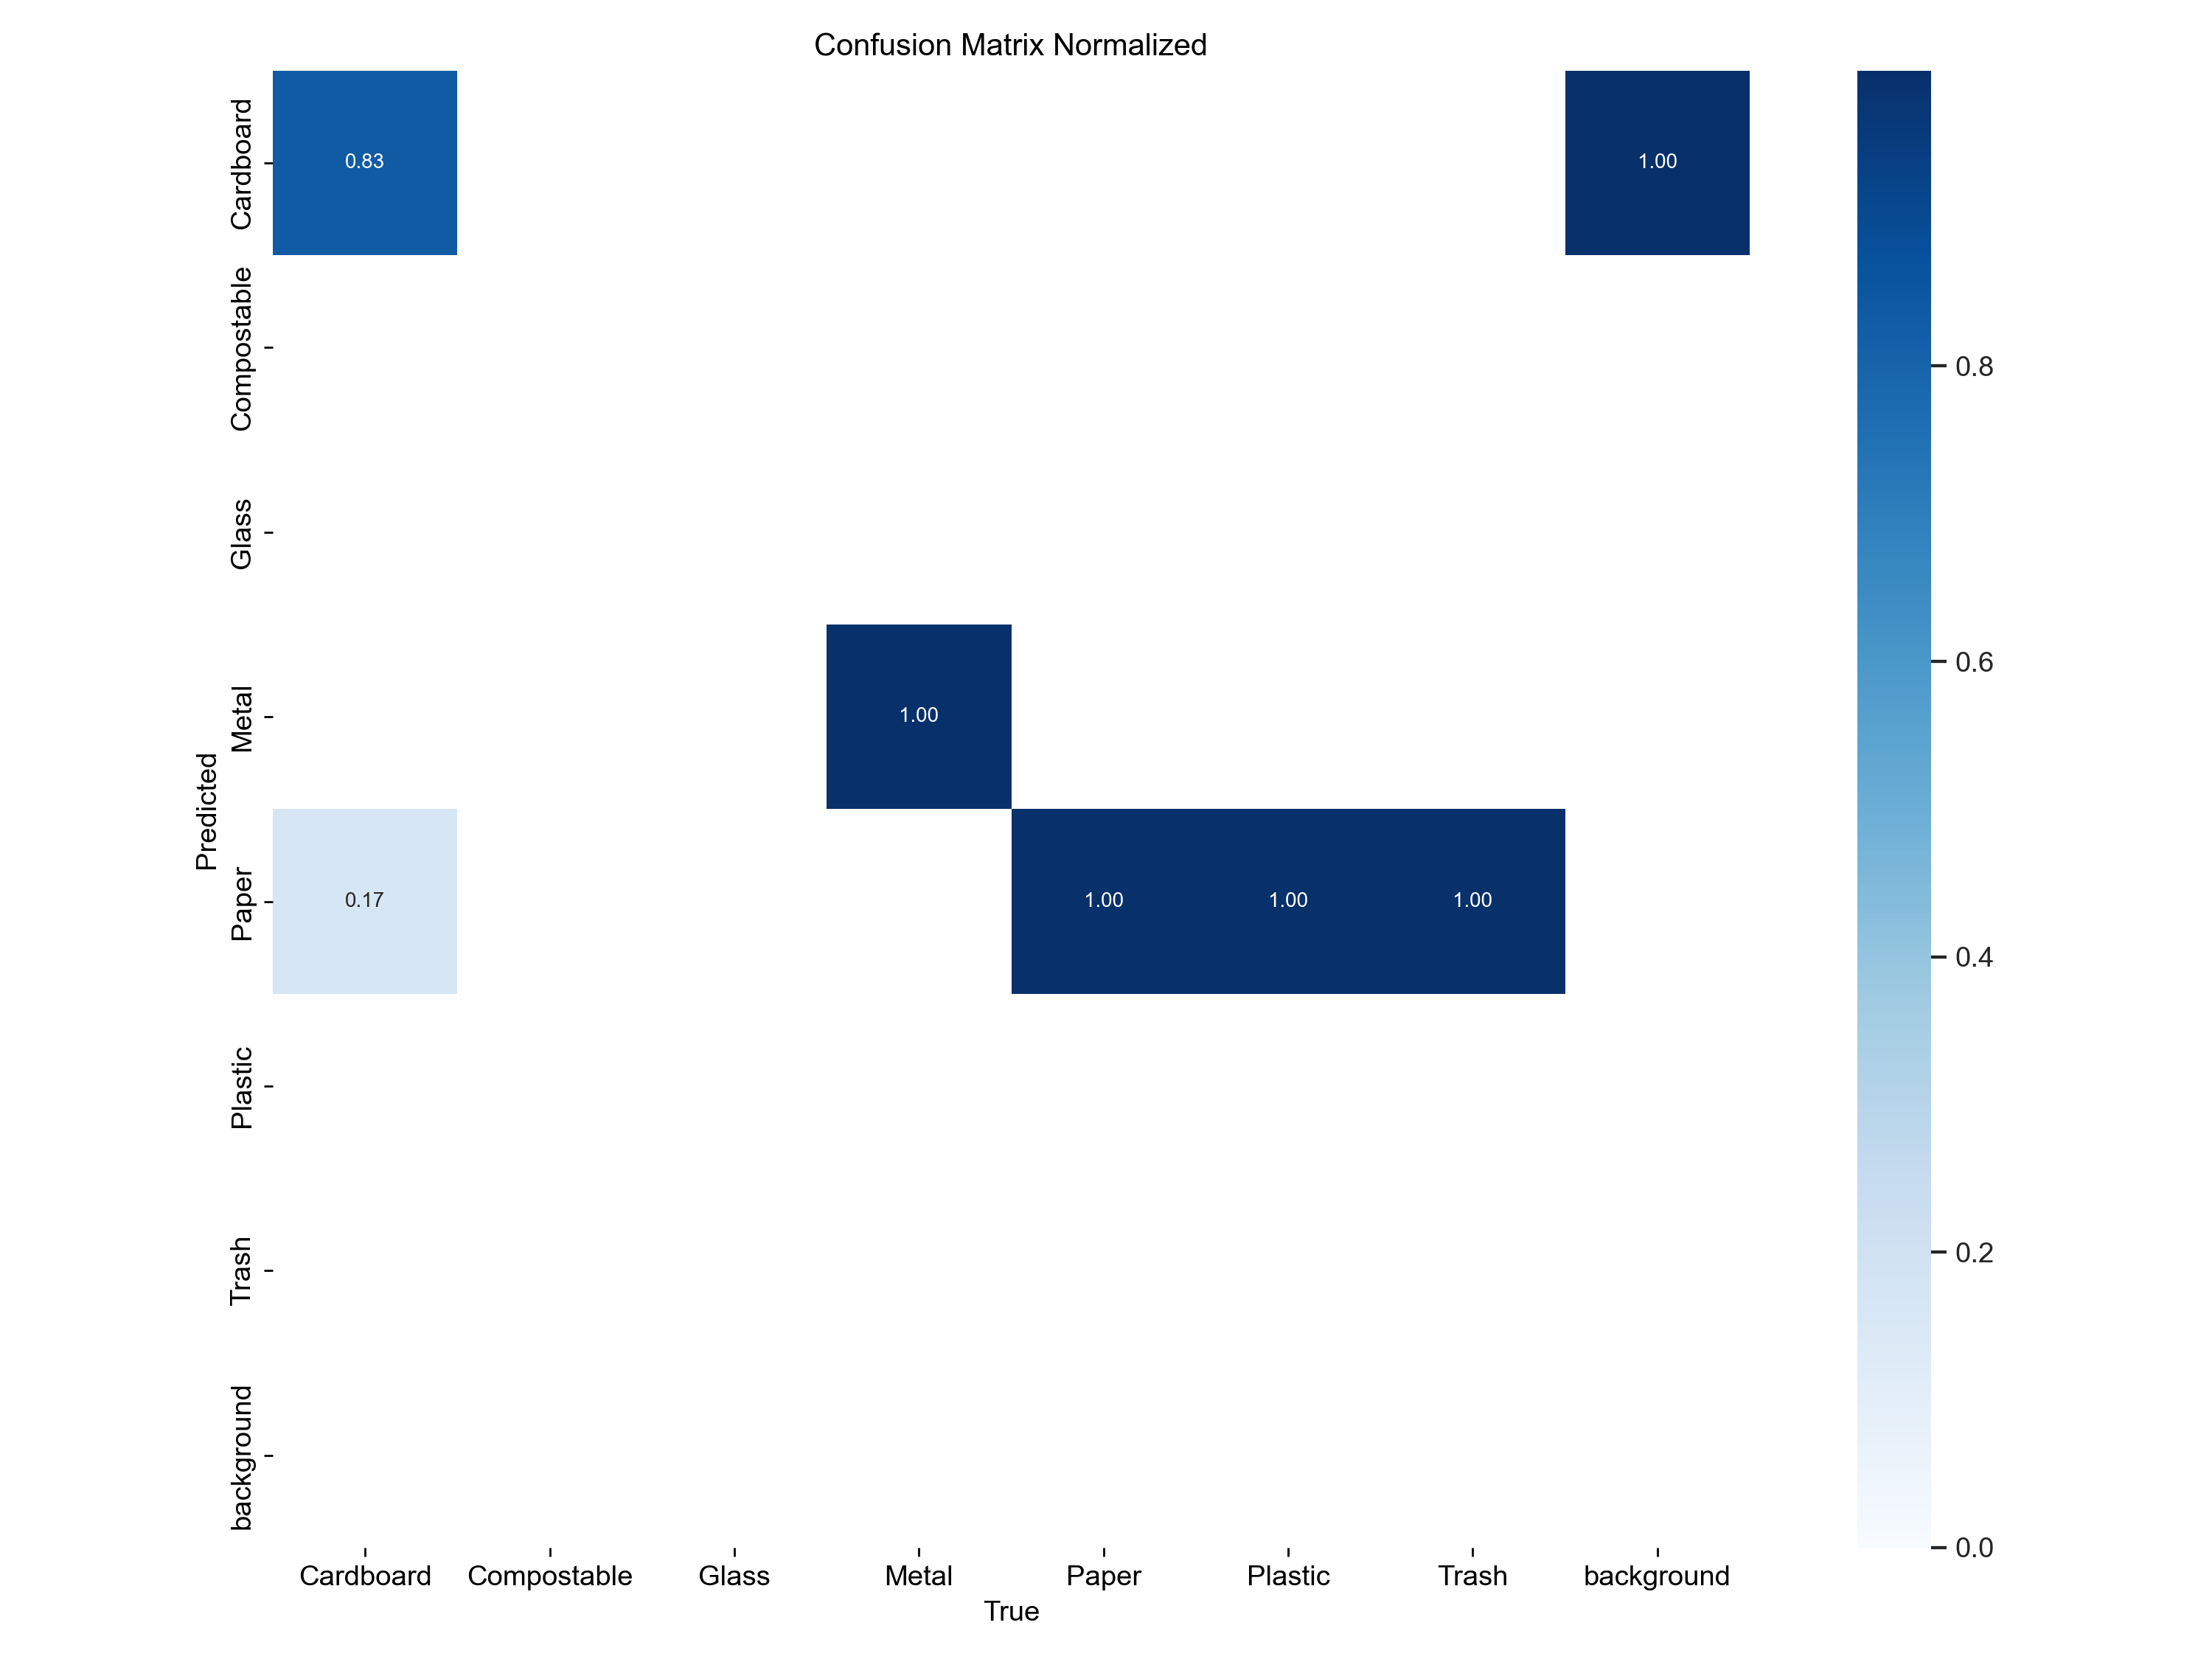 Confusion Matrix Normalized
Cardboard
Compostable
Glass
Metal
Paper
Plastic
Trash
background
Predicted
0.83
1.00
1.00
0.17
1.00
1.00
1.00
0.8
0.6
0.4
0.2
0.0
Cardboard
Compostable
Glass
Metal
Paper
Plastic
Trash
background
True